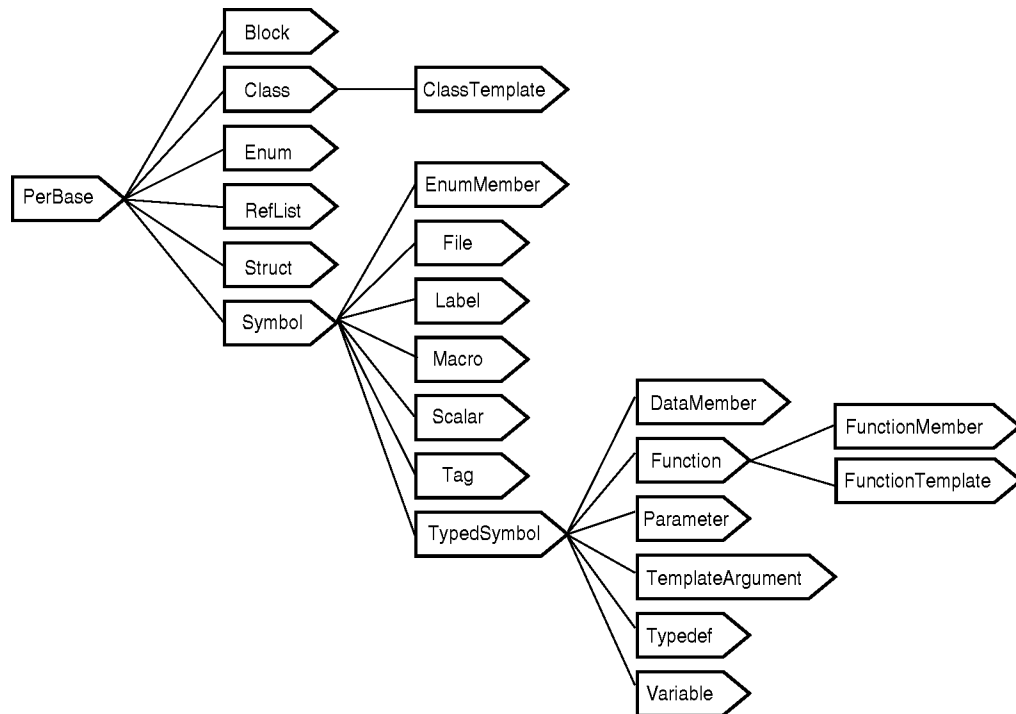 Block
Class
ClassTemplate
Enum
EnumMember
PerBase
RefList
File
Struct
Label
Symbol
Macro
DataMember
Scalar
FunctionMember
Function
Tag
FunctionTemplate
Parameter
TypedSymbol
TemplateArgument
Typedef
Variable